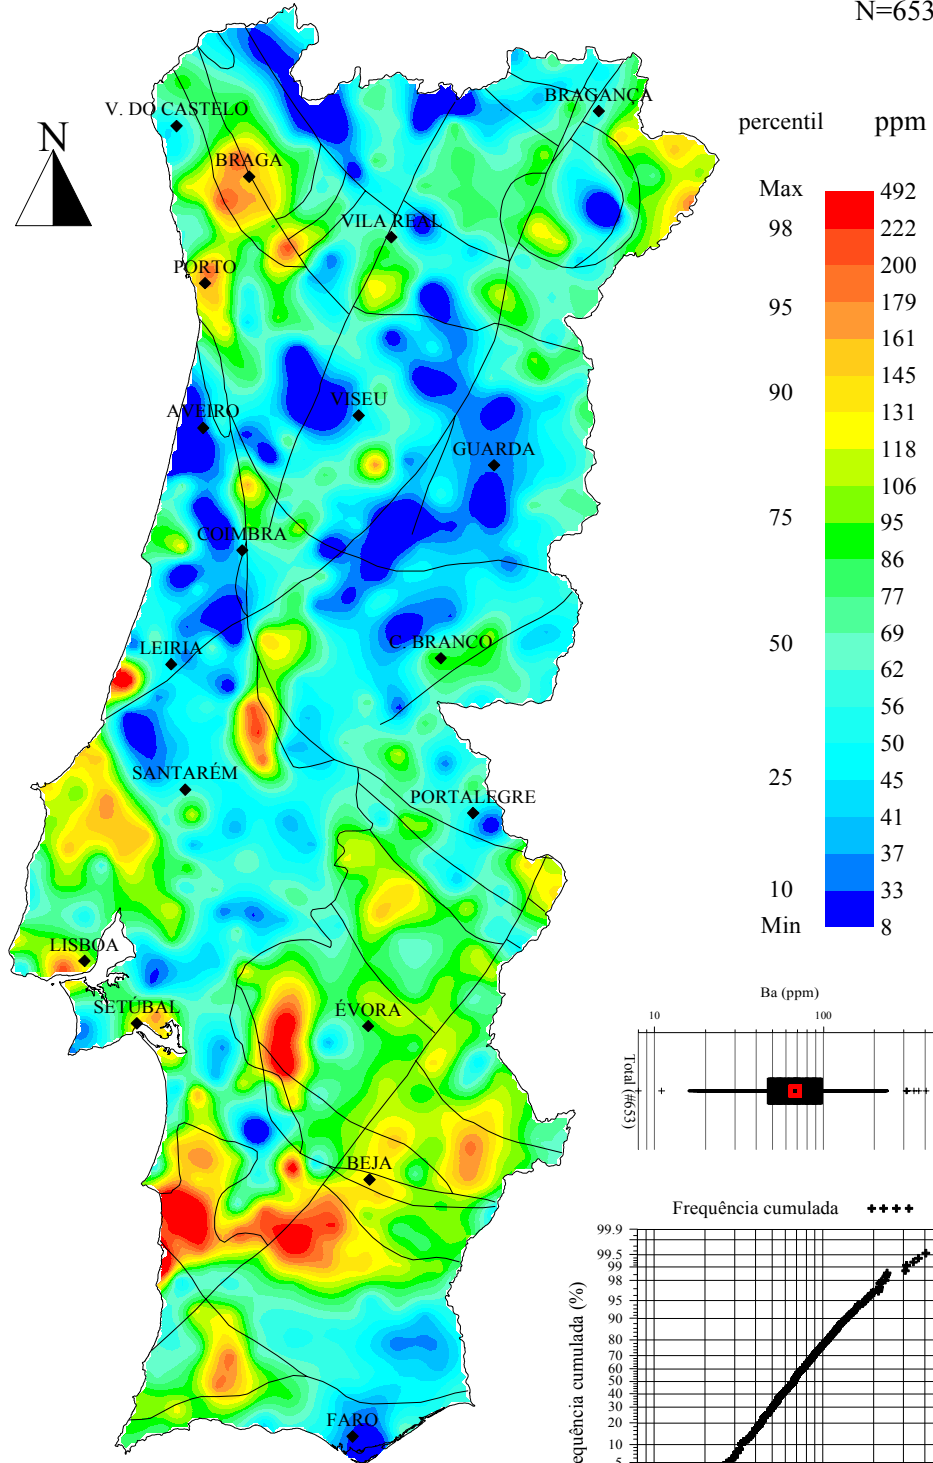 N=653
N
V. DO CASTELO
BRAGANÇA
BRAGA
VILA REAL
PORTO
AVEIRO
VISEU
GUARDA
COIMBRA
LEIRIA
C. BRANCO
SANTARÉM
PORTALEGRE
LISBOA
SETÚBAL
ÉVORA
BEJA
FARO
percentil ppm
Max 492
98 222
200
179
95 161
145
90 131
118
106
75 95
86
77
69
50 62
56
50
25 45
41
37
10 33
Min 8
Ba (ppm)
10 100
Total (#653)
Frequência cumulada
99.9
99.5
99
98
95
90
80
70
60
50
40
30
20
10
5
equência cumulada (%)